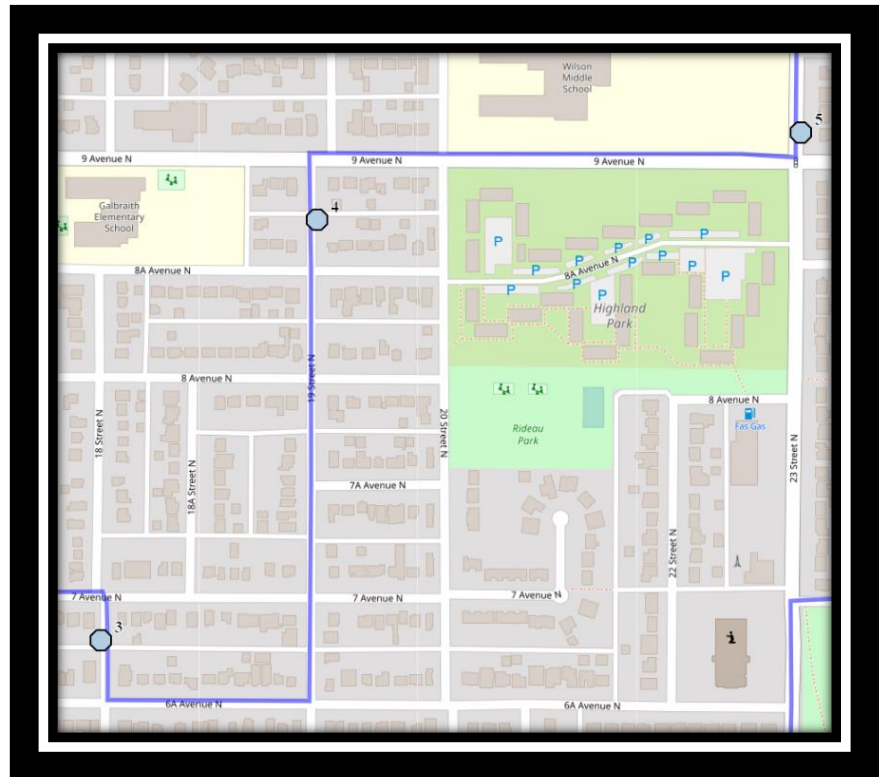 Wilson
Middle
School
5
9 Avenue N
9 Avenue N
9 Avenue N
Galbraith
Elementary
School
4
P
P
P
P
P
P
P
P
P
P
P
P
8A Avenue N
8A Avenue N
Highland
Park
8 Avenue N
19 Street N
8 Avenue N
Fas Gas
18 Street N
20 Street N
Rideau
Park
23 Street N
18A Street N
7A Avenue N
22 Street N
7 Avenue N
7 Avenue N
7 Avenue N
3
6A Avenue N
6A Avenue N